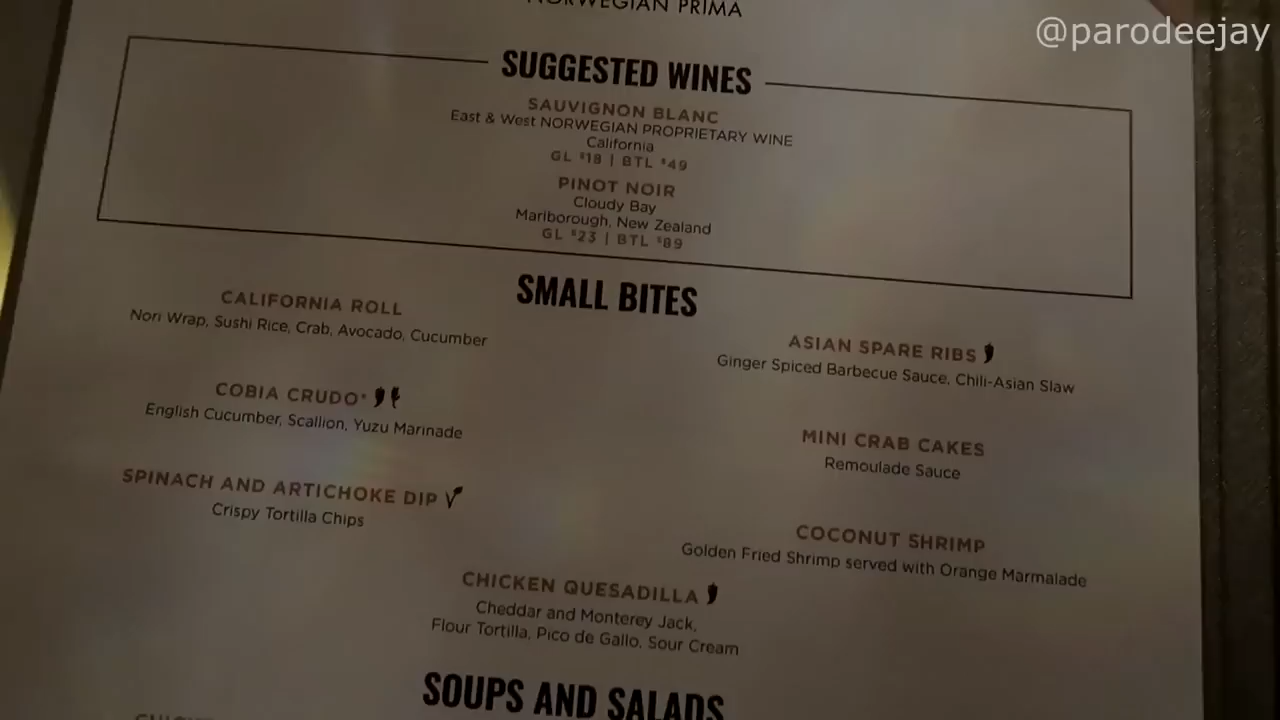 @parodeejay
NORWEGIAN PRIMA
SUGGESTED WINES
SAUVIGNON BLANC
East & West NORWEGIAN PROPRIETARY WINE
California
GL $18 | BTL $49
PINOT NOIR
Cloudy Bay
Marlborough, New Zealand
GL $23 | BTL $89
SMALL BITES
CALIFORNIA ROLL
Nori Wrap, Sushi Rice, Crab, Avocado, Cucumber
COBIA CRUDO*
English Cucumber, Scallion, Yuzu Marinade
SPINACH AND ARTICHOKE DIP
Crispy Tortilla Chips
ASIAN SPARE RIBS
Ginger Spiced Barbecue Sauce, Chili-Asian Slaw
MINI CRAB CAKES
Remoulade Sauce
COCONUT SHRIMP
Golden Fried Shrimp served with Orange Marmalade
CHICKEN QUESADILLA
Cheddar and Monterey Jack,
Flour Tortilla, Pico de Gallo, Sour Cream
SOUPS AND SALADS